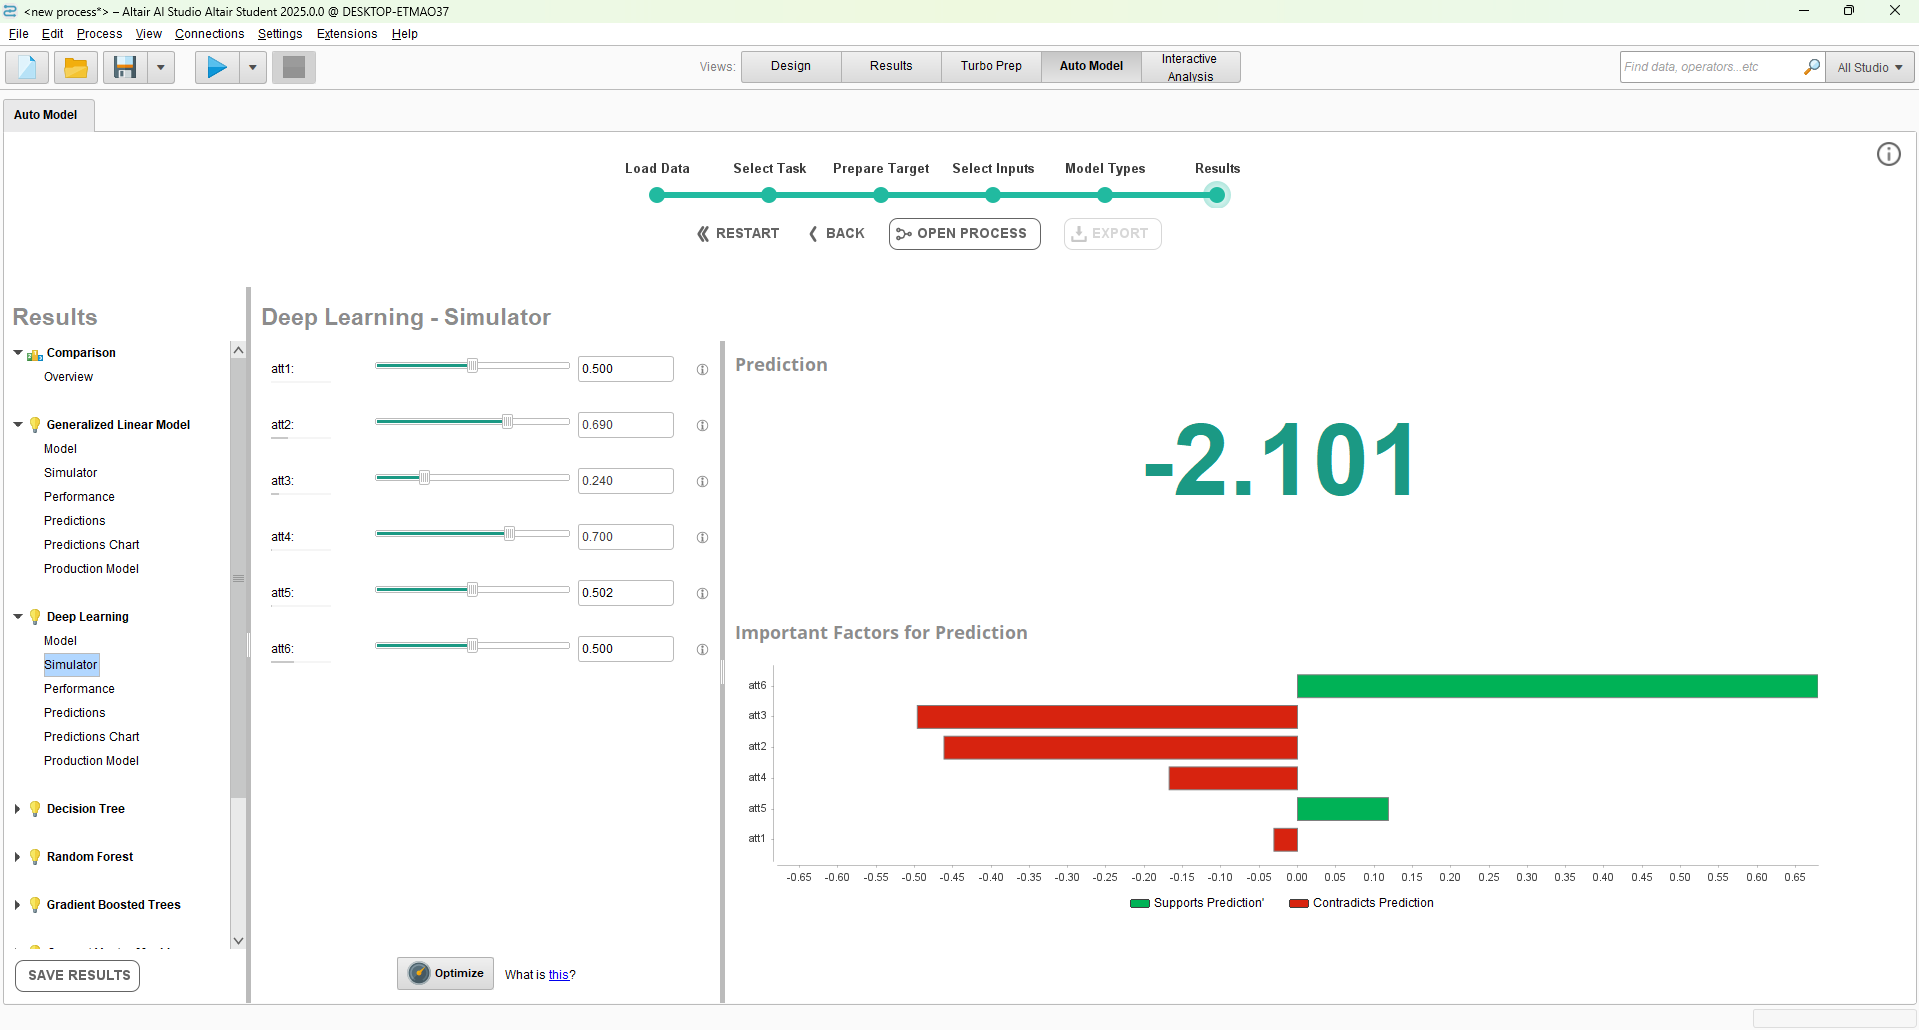 <new process*> – Altair AI Studio Altair Student 2025.0.0 @ DESKTOP-ETMAO37
File Edit Process View Connections Settings Extensions Help
Views: Design Results Turbo Prep Auto Model Interactive Analysis
Find data, operators...etc All Studio
Auto Model
Load Data Select Task Prepare Target Select Inputs Model Types Results
RESTART BACK OPEN PROCESS EXPORT
Results
Comparison
Overview
Generalized Linear Model
Model
Simulator
Performance
Predictions
Predictions Chart
Production Model
Deep Learning
Model
Simulator
Performance
Predictions
Predictions Chart
Production Model
Decision Tree
Random Forest
Gradient Boosted Trees
SAVE RESULTS
Deep Learning - Simulator
att1: 0.500
att2: 0.690
att3: 0.240
att4: 0.700
att5: 0.502
att6: 0.500
Optimize What is this?
Prediction
-2.101
Important Factors for Prediction
att6
att3
att2
att4
att5
att1
-0.65 -0.60 -0.55 -0.50 -0.45 -0.40 -0.35 -0.30 -0.25 -0.20 -0.15 -0.10 -0.05 0.00 0.05 0.10 0.15 0.20 0.25 0.30 0.35 0.40 0.45 0.50 0.55 0.60 0.65
Supports Prediction' Contradicts Prediction